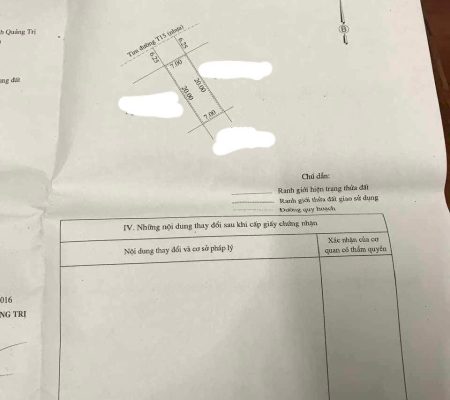 h Quảng Trị
ng đất
Tim đường T15 (nhựa)
6.25
6.25
7.00
20.00
20.00
7.00
B
Chú dẫn:
Ranh giới hiện trạng thửa đất
Ranh giới thửa đất giao sử dụng
Đường quy hoạch
IV. Những nội dung thay đổi sau khi cấp giấy chứng nhận
Nội dung thay đổi và cơ sở pháp lý
Xác nhận của cơ
quan có thẩm quyền
016
NG TRỊ